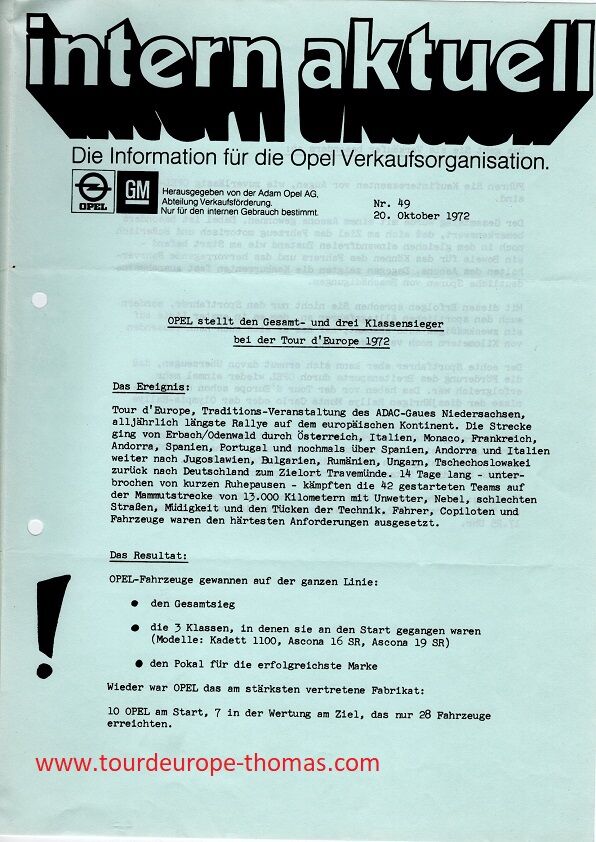 intern aktuell
Die Information für die Opel Verkaufsorganisation.
OPEL
GM
Herausgegeben von der Adam Opel AG,
Abteilung Verkaufsförderung.
Nur für den internen Gebrauch bestimmt.
Nr. 49
20. Oktober 1972
OPEL stellt den Gesamt- und drei Klassensieger
bei der Tour d'Europe 1972
Das Ereignis:
Tour d'Europe, Traditions-Veranstaltung des ADAC-Gaues Niedersachsen,
alljährlich längste Rallye auf dem europäischen Kontinent. Die Strecke
ging von Erbach/Odenwald durch Österreich, Italien, Monaco, Frankreich,
Andorra, Spanien, Portugal und nochmals über Spanien, Andorra und Italien
weiter nach Jugoslawien, Bulgarien, Rumänien, Ungarn, Tschechoslowakei
zurück nach Deutschland zum Zielort Travemünde. 14 Tage lang - unter-
brochen von kurzen Ruhepausen - kämpften die 42 gestarteten Teams auf
der Mammutstrecke von 13.000 Kilometern mit Unwetter, Nebel, schlechten
Straßen, Müdigkeit und den Tücken der Technik. Fahrer, Copiloten und
Fahrzeuge waren den härtesten Anforderungen ausgesetzt.
Das Resultat:
OPEL-Fahrzeuge gewannen auf der ganzen Linie:
● den Gesamtsieg
● die 3 Klassen, in denen sie an den Start gegangen waren
(Modelle: Kadett 1100, Ascona 16 SR, Ascona 19 SR)
● den Pokal für die erfolgreichste Marke
!
Wieder war OPEL das am stärksten vertretene Fabrikat:
10 OPEL am Start, 7 in der Wertung am Ziel, das nur 28 Fahrzeuge
erreichten.
www.tourdeurope-thomas.com